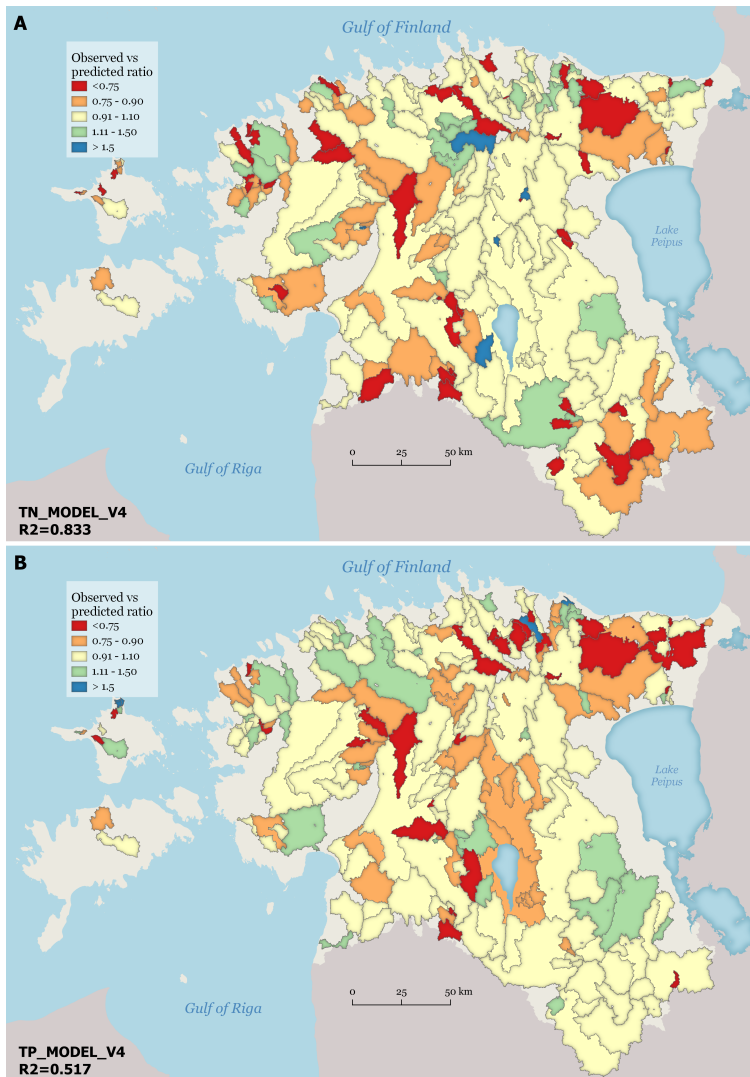 A
Gulf of Finland
Observed vs
predicted ratio
<0.75
0.75 - 0.90
0.91 - 1.10
1.11 - 1.50
> 1.5
Lake
Peipus
0 25 50 km
Gulf of Riga
TN_MODEL_V4
R2=0.833
B
Gulf of Finland
Observed vs
predicted ratio
<0.75
0.75 - 0.90
0.91 - 1.10
1.11 - 1.50
> 1.5
Lake
Peipus
0 25 50 km
Gulf of Riga
TP_MODEL_V4
R2=0.517